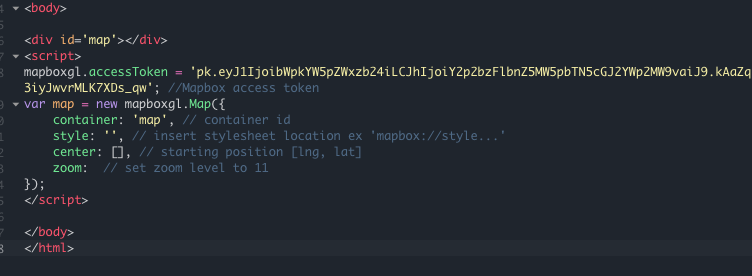 <body>
<div id='map'></div>
<script>
mapboxgl.accessToken = 'pk.eyJ1IjoibWpkYW5pZWxzb24iLCJhIjoiY2p2bzFlbnZ5MW5pbTN5cGJ2YWp2MW9vaiJ9.kAaZq
3iyJwvrMLK7XDs_qw'; //Mapbox access token
var map = new mapboxgl.Map({
container: 'map', // container id
style: '', // insert stylesheet location ex 'mapbox://style...'
center: [], // starting position [lng, lat]
zoom:  // set zoom level to 11
});
</script>
</body>
</html>